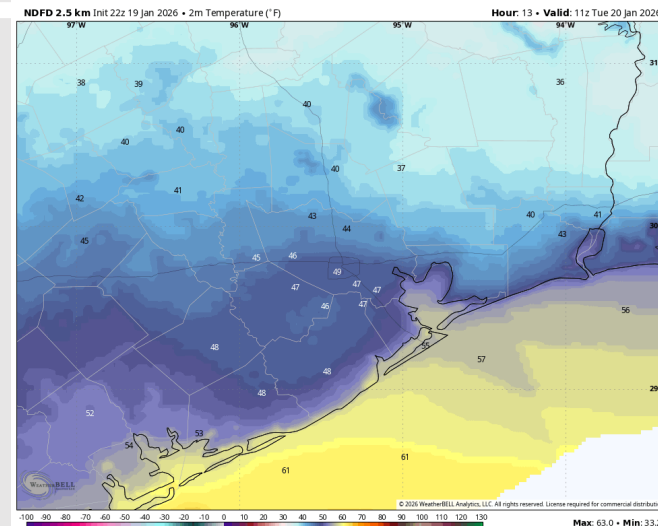 NDFD 2.5 km Init 22z 19 Jan 2026 • 2m Temperature (°F) Hour: 13 • Valid: 11z Tue 20 Jan 2026
97°W 96°W 95°W 94°W
31
38 39 36
40
40
40
40 37
41
42
43 40 41
44 43 30
45
45 46
49
47 47 47
46 47
56
48 55
57
48
29
48
52
53
54
61
61
WEATHERBELL
© 2026 WeatherBELL Analytics, LLC. All rights reserved. License required for commercial distributi
-100 -90 -80 -70 -60 -50 -40 -30 -20 -10 0 10 20 30 40 50 60 70 80 90 100 110 120 130
Max: 63.0 • Min: 33.